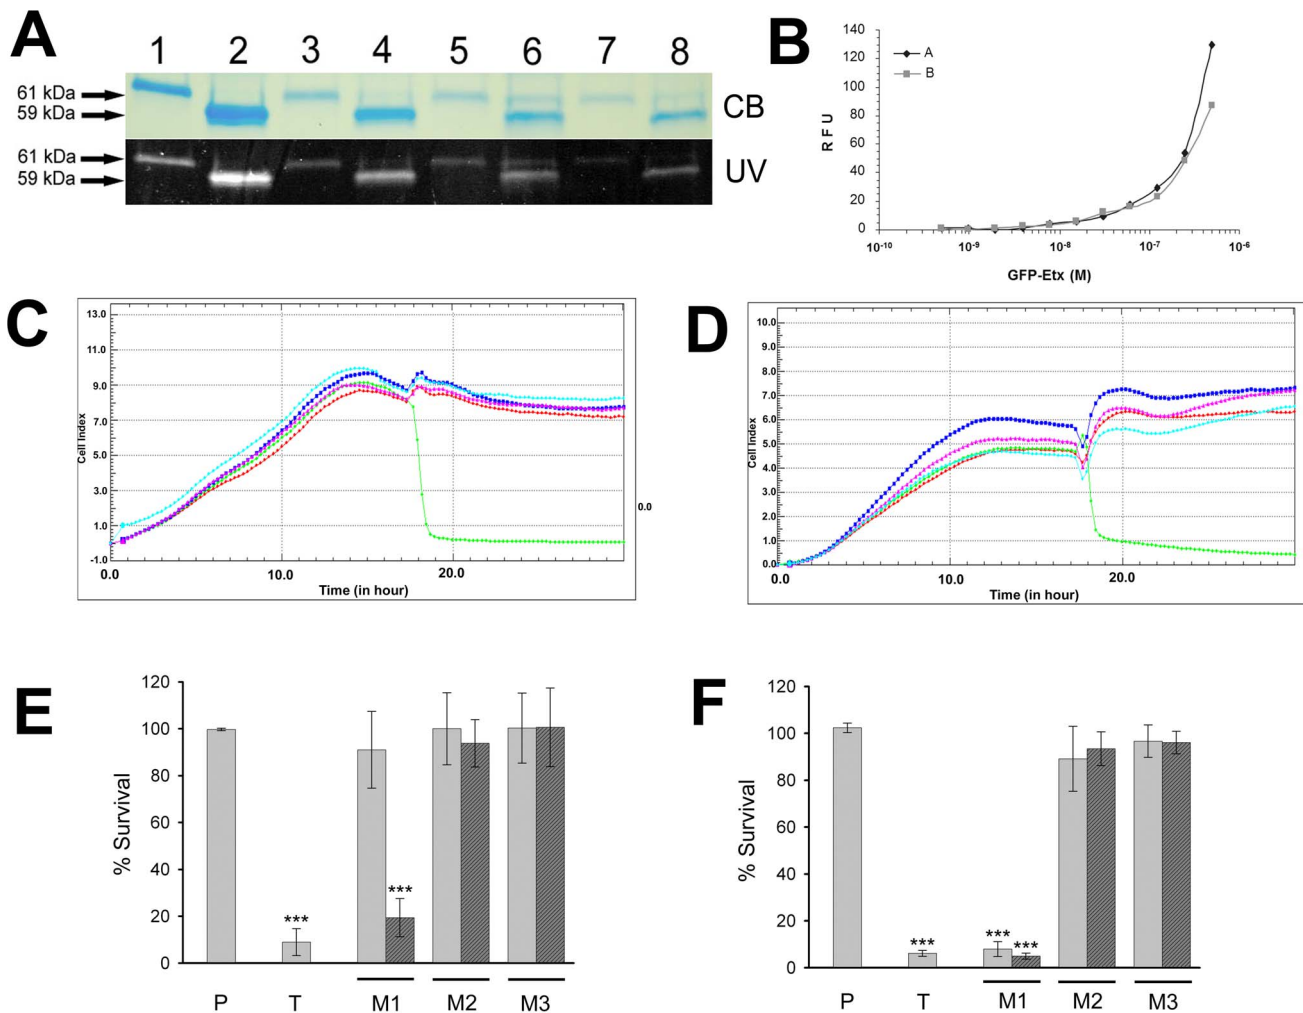 A
1 2 3 4 5 6 7 8
61 kDa
59 kDa
CB
61 kDa
59 kDa
UV
B
140
120
100
80
60
40
20
0
R F U
A
B
10-10 10-9 10-8 10-7 10-6
GFP-Etx (M)
C
13.0
11.0
9.0
7.0
5.0
3.0
1.0
-1.0
Cell Index
0.0 10.0 20.0
Time (in hour)
0.0
D
10.0
9.0
8.0
7.0
6.0
5.0
4.0
3.0
2.0
1.0
0.0
Cell Index
0.0 10.0 20.0
Time (in hour)
E
120
100
80
60
40
20
0
% Survival
***
***
P T M1 M2 M3
F
120
100
80
60
40
20
0
% Survival
***
*** ***
P T M1 M2 M3